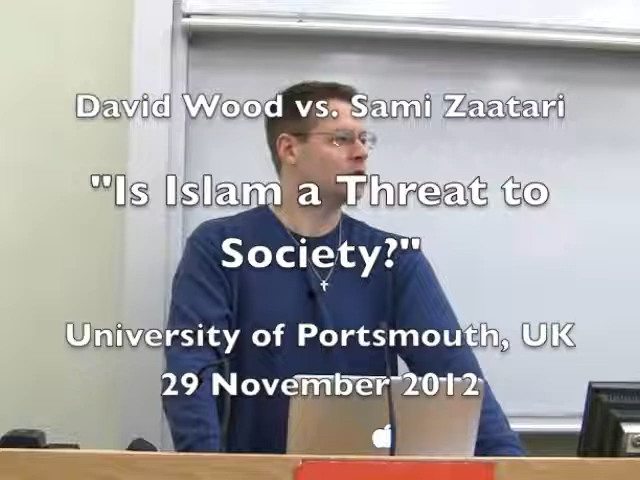 David Wood vs. Sami Zaatari
"Is Islam a Threat to
Society?"
University of Portsmouth, UK
29 November 2012